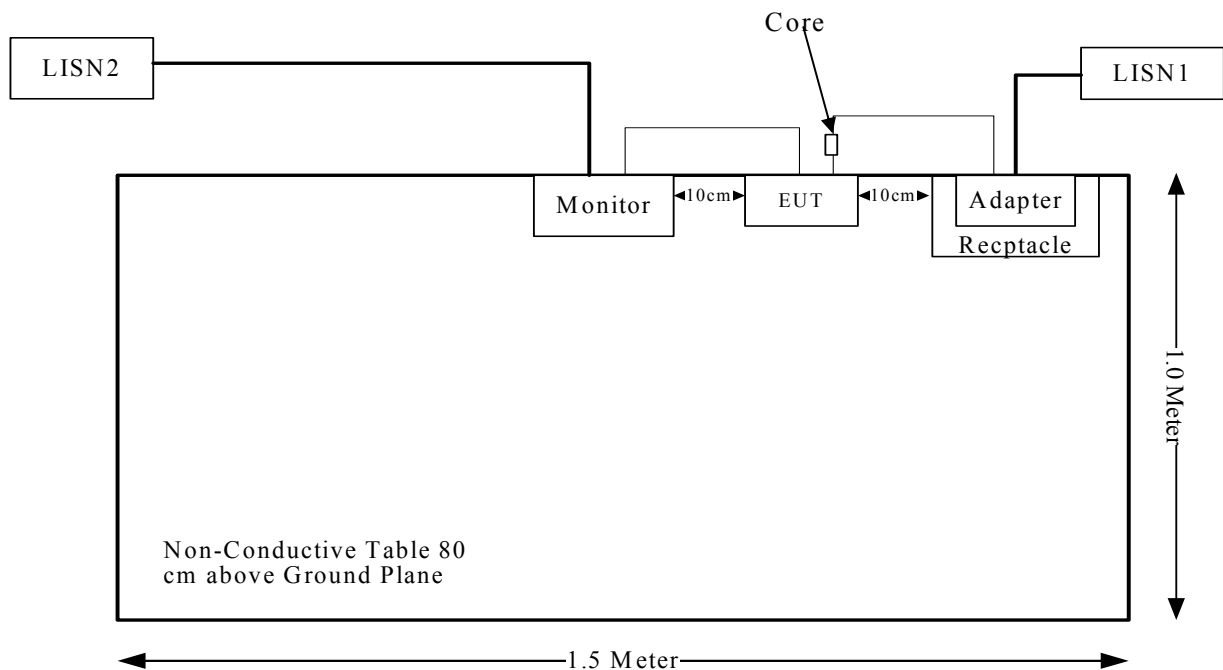 Core
LISN2
LISN1
Monitor
10cm
EUT
10cm
Adapter
Recptacle
1.0 Meter
Non-Conductive Table 80
cm above Ground Plane
1.5 Meter